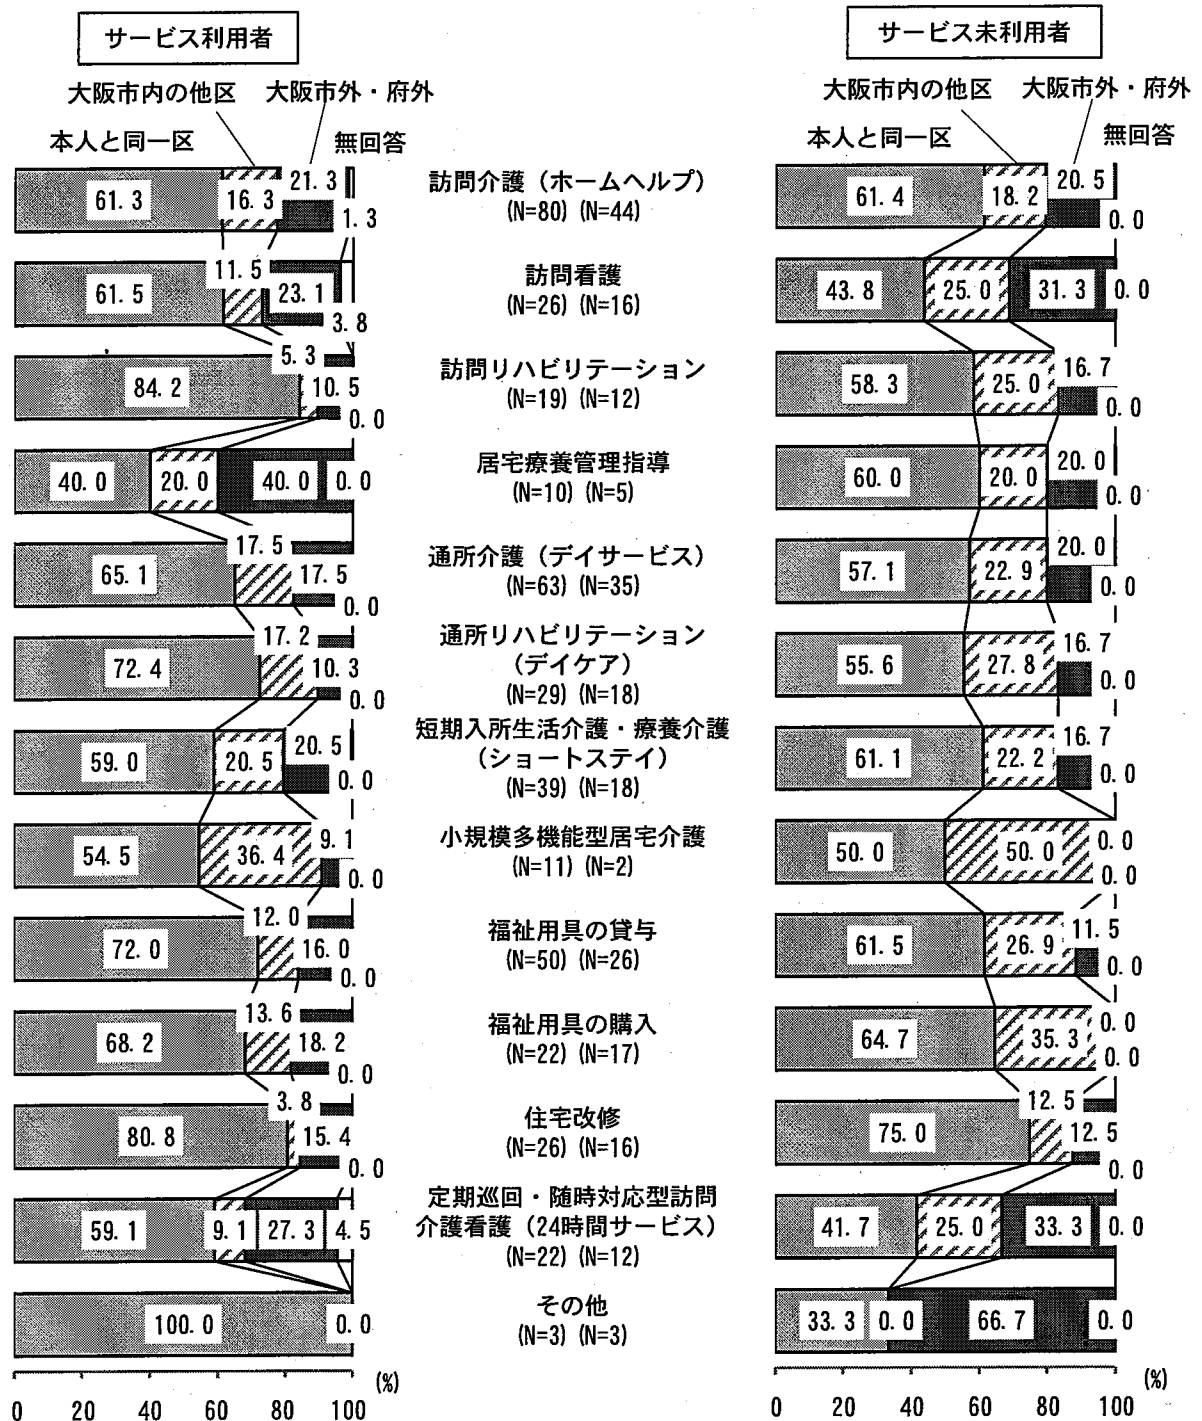 サービス利用者
サービス未利用者
大阪市内の他区 大阪市外・府外
大阪市内の他区 大阪市外・府外
本人と同一区 無回答
本人と同一区 無回答
61.3 16.3 21.3 1.3
訪問介護（ホームヘルプ）
(N=80) (N=44)
61.4 18.2 20.5 0.0
61.5 11.5 23.1 3.8
訪問看護
(N=26) (N=16)
43.8 25.0 31.3 0.0
84.2 5.3 10.5 0.0
訪問リハビリテーション
(N=19) (N=12)
58.3 25.0 16.7 0.0
40.0 20.0 40.0 0.0
居宅療養管理指導
(N=10) (N=5)
60.0 20.0 20.0 0.0
65.1 17.5 17.5 0.0
通所介護（デイサービス）
(N=63) (N=35)
57.1 22.9 20.0 0.0
72.4 17.2 10.3 0.0
通所リハビリテーション
（デイケア）
(N=29) (N=18)
55.6 27.8 16.7 0.0
59.0 20.5 20.5 0.0
短期入所生活介護・療養介護
（ショートステイ）
(N=39) (N=18)
61.1 22.2 16.7 0.0
54.5 36.4 9.1 0.0
小規模多機能型居宅介護
(N=11) (N=2)
50.0 50.0 0.0 0.0
72.0 12.0 16.0 0.0
福祉用具の貸与
(N=50) (N=26)
61.5 26.9 11.5 0.0
68.2 13.6 18.2 0.0
福祉用具の購入
(N=22) (N=17)
64.7 35.3 0.0 0.0
80.8 3.8 15.4 0.0
住宅改修
(N=26) (N=16)
75.0 12.5 12.5 0.0
59.1 9.1 27.3 4.5
定期巡回・随時対応型訪問
介護看護（24時間サービス）
(N=22) (N=12)
41.7 25.0 33.3 0.0
100.0 0.0
その他
(N=3) (N=3)
33.3 0.0 66.7 0.0
(%)
0 20 40 60 80 100
(%)
0 20 40 60 80 100